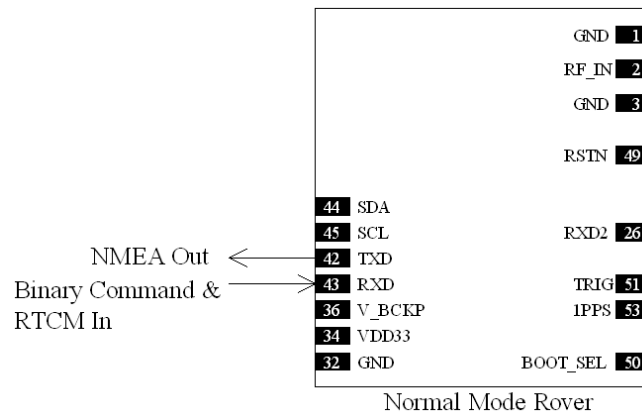 GND 1
RF_IN 2
GND 3
RSTN 49
44 SDA
45 SCL RXD2 26
NMEA Out 42 TXD
Binary Command & 43 RXD TRIG 51
RTCM In 36 V_BCKP 1PPS 53
34 VDD33
32 GND BOOT_SEL 50
Normal Mode Rover